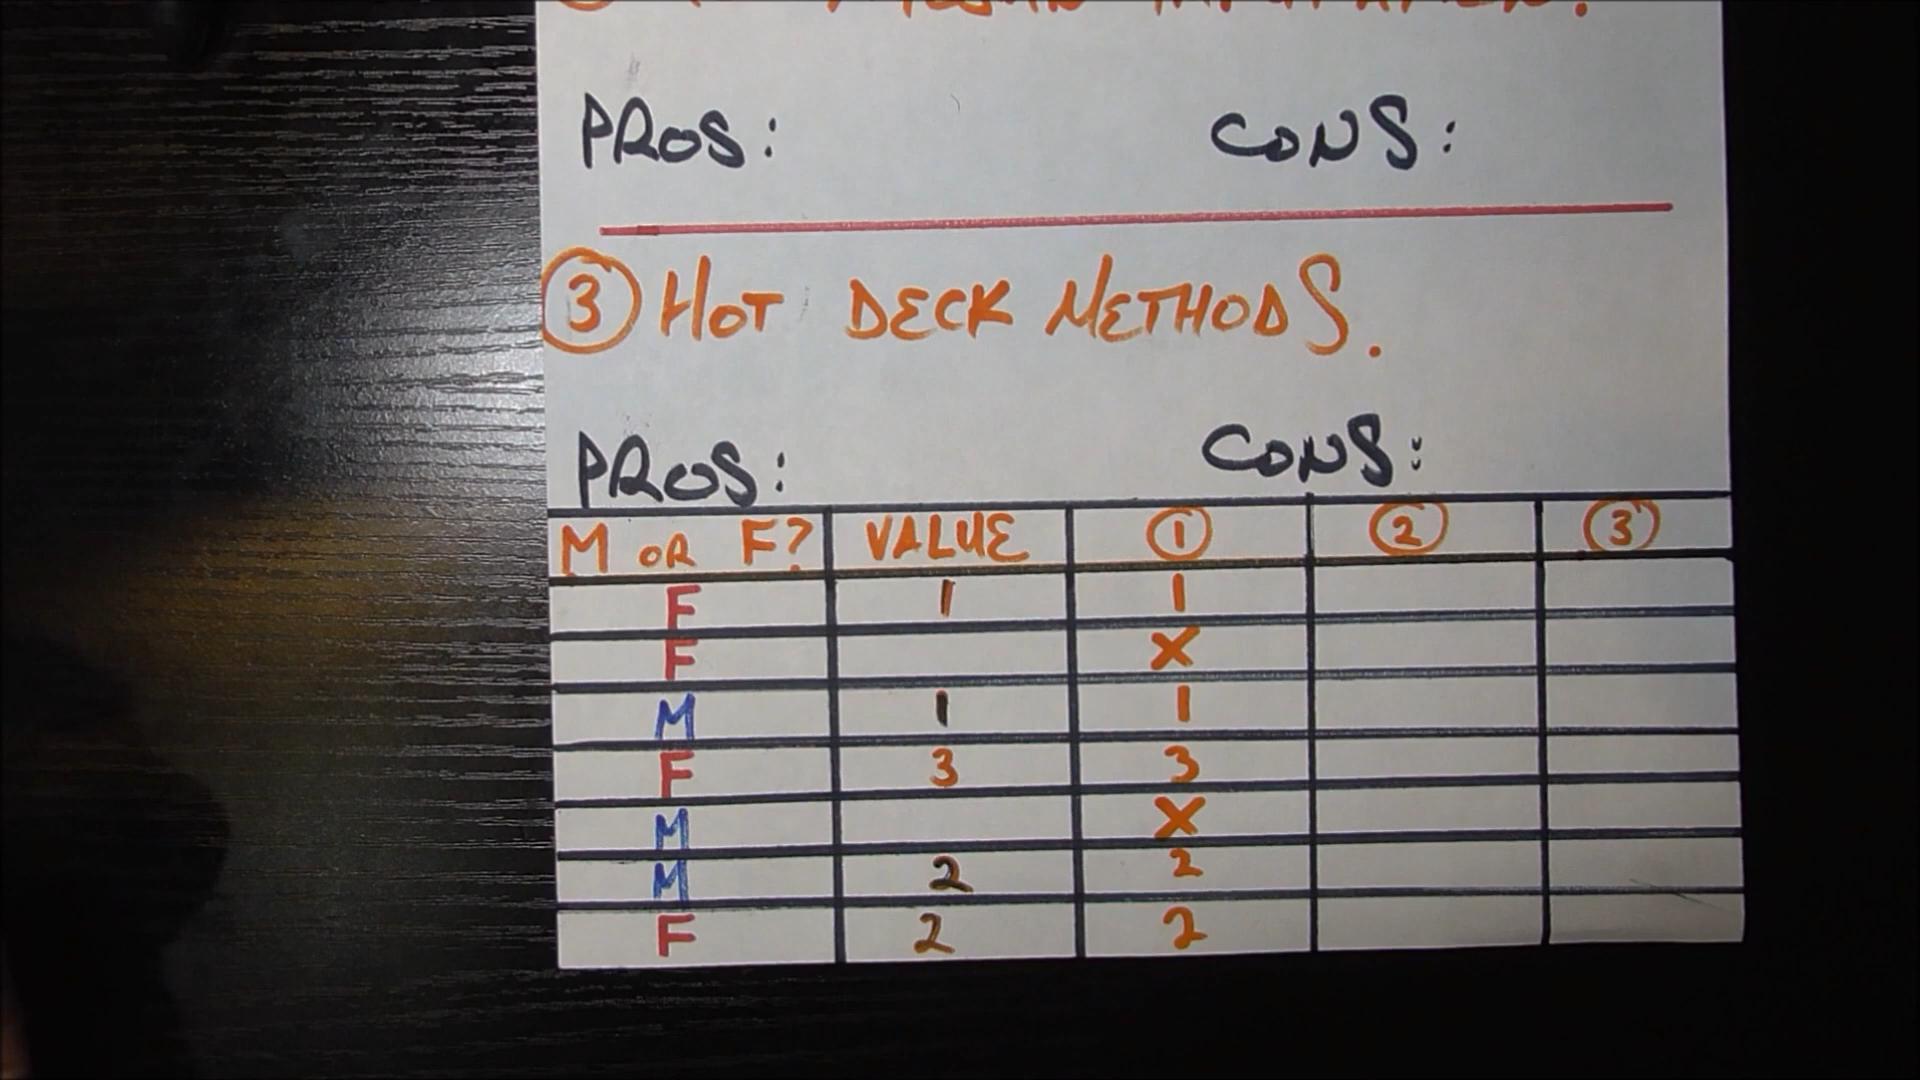 PROS: CONS:
③ HOT DECK METHODS.
PROS: CONS:
M OR F? VALUE ① ② ③
F 1 1
F X
M 1 1
F 3 3
M X
M 2 2
F 2 2